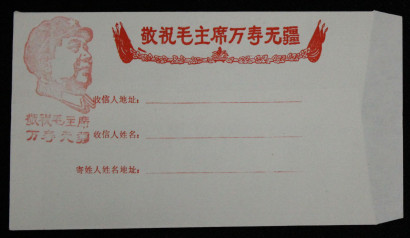 敬祝毛主席万寿无疆
收信人地址：
敬祝毛主席
万寿无疆
收信人姓名：
寄姓人姓名地址：